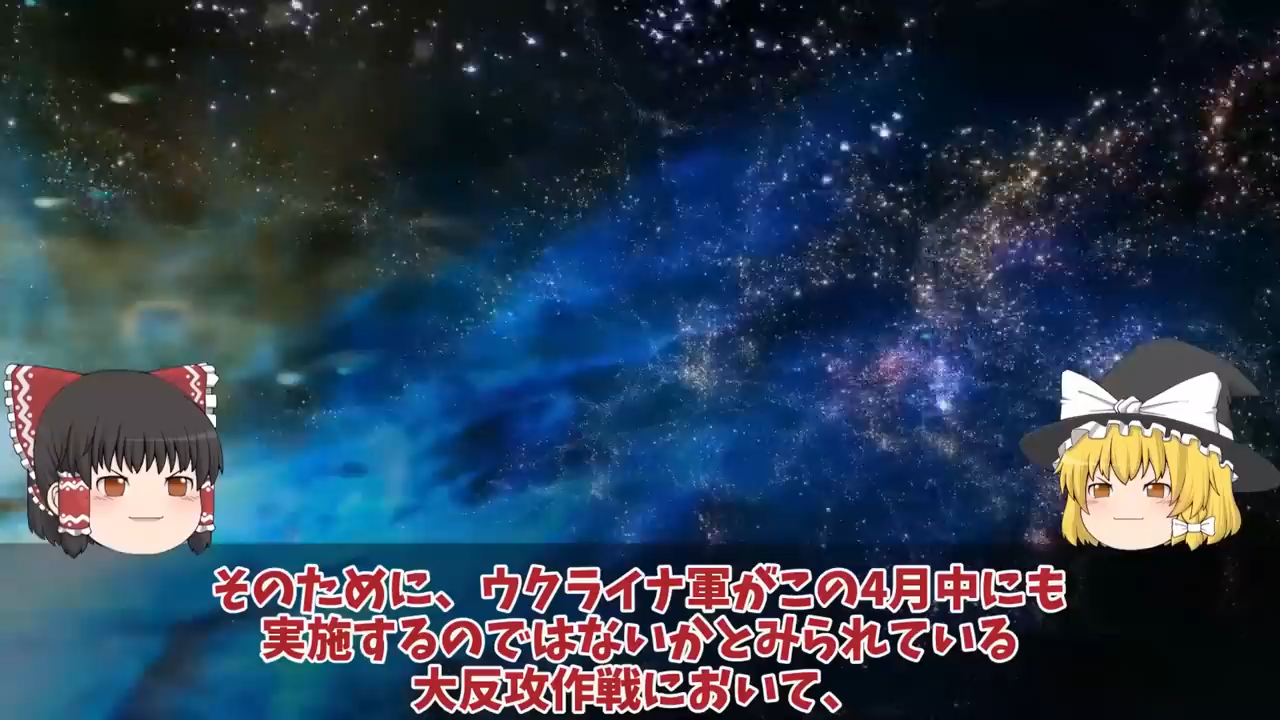 そのために、ウクライナ軍がこの4月中にも
実施するのではないかとみられている
大反攻作戦において、